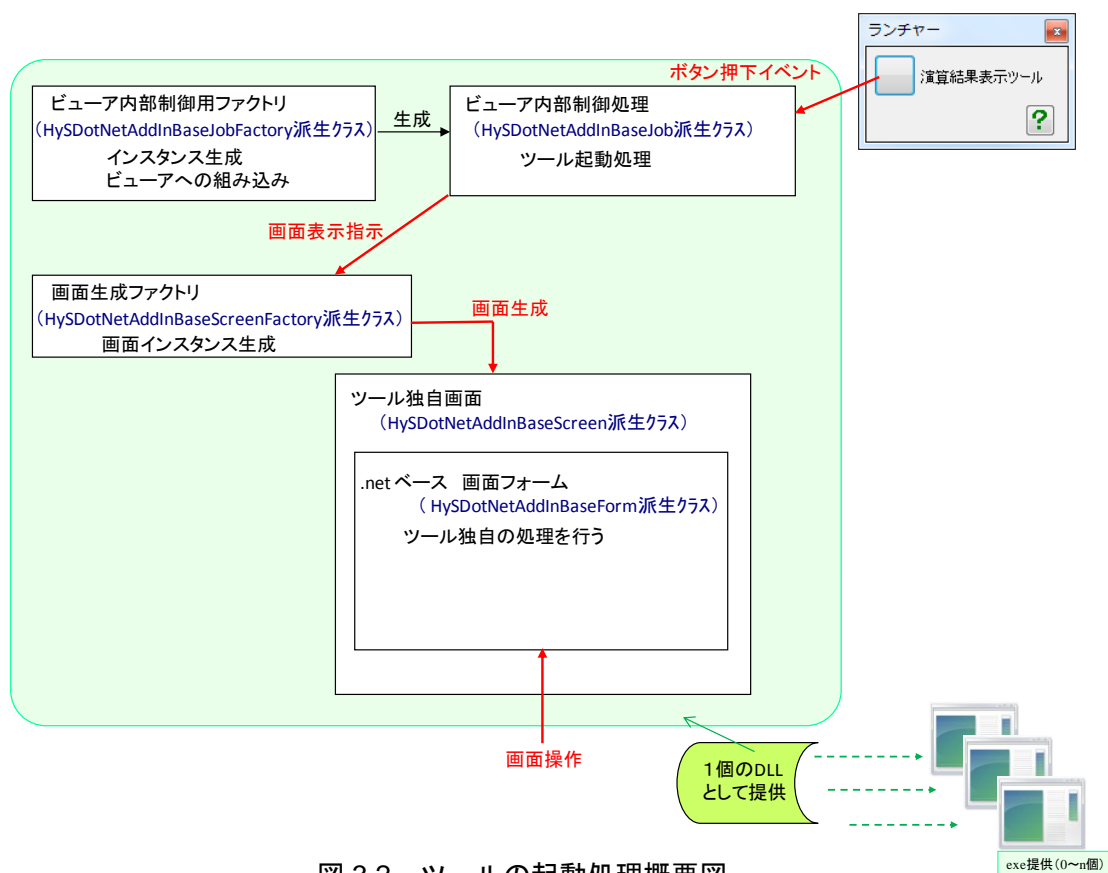 ランチャー
演算結果表示ツール
?
ボタン押下イベント
ビューア内部制御用ファクトリ
（HySDotNetAddInBaseJobFactory派生クラス）
インスタンス生成
ビューアへの組み込み
生成
ビューア内部制御処理
（HySDotNetAddInBaseJob派生クラス）
ツール起動処理
画面表示指示
画面生成ファクトリ
（HySDotNetAddInBaseScreenFactory派生クラス）
画面インスタンス生成
画面生成
ツール独自画面
（HySDotNetAddInBaseScreen派生クラス）
.netベース 画面フォーム
（ HySDotNetAddInBaseForm派生クラス）
ツール独自の処理を行う
画面操作
１個のDLL
として提供
exe提供（0～n個）